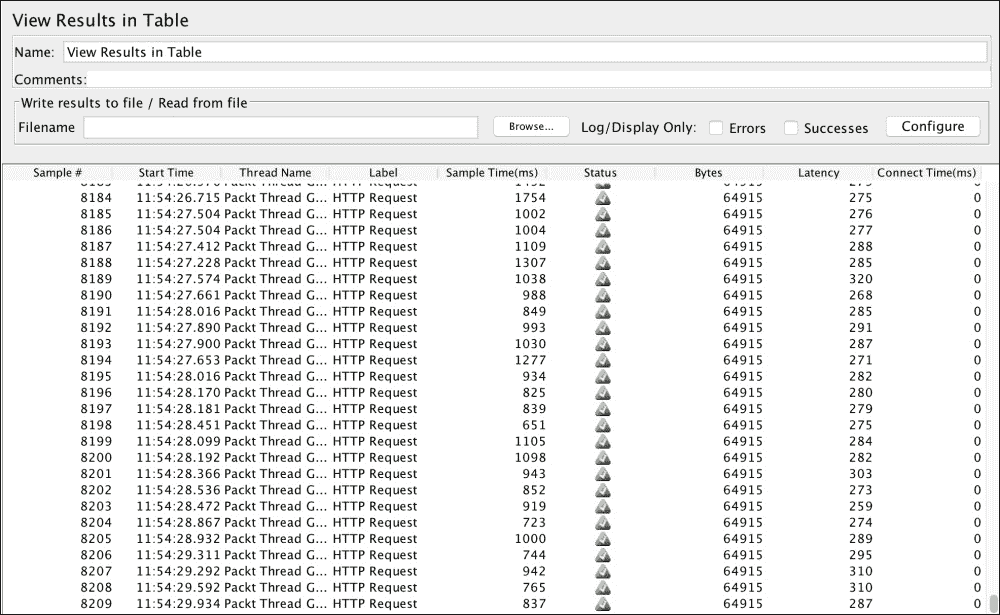 View Results in Table
Name: View Results in Table
Comments:
Write results to file / Read from file
Filename Browse... Log/Display Only: Errors Successes Configure
Sample # Start Time Thread Name Label Sample Time(ms) Status Bytes Latency Connect Time(ms)
8184 11:54:26.715 Packt Thread G... HTTP Request 1754 64915 275 0
8185 11:54:27.504 Packt Thread G... HTTP Request 1002 64915 276 0
8186 11:54:27.504 Packt Thread G... HTTP Request 1004 64915 277 0
8187 11:54:27.412 Packt Thread G... HTTP Request 1109 64915 288 0
8188 11:54:27.228 Packt Thread G... HTTP Request 1307 64915 285 0
8189 11:54:27.574 Packt Thread G... HTTP Request 1038 64915 320 0
8190 11:54:27.661 Packt Thread G... HTTP Request 988 64915 268 0
8191 11:54:28.016 Packt Thread G... HTTP Request 849 64915 285 0
8192 11:54:27.890 Packt Thread G... HTTP Request 993 64915 291 0
8193 11:54:27.900 Packt Thread G... HTTP Request 1030 64915 287 0
8194 11:54:27.653 Packt Thread G... HTTP Request 1277 64915 271 0
8195 11:54:28.016 Packt Thread G... HTTP Request 934 64915 282 0
8196 11:54:28.170 Packt Thread G... HTTP Request 825 64915 280 0
8197 11:54:28.181 Packt Thread G... HTTP Request 839 64915 279 0
8198 11:54:28.451 Packt Thread G... HTTP Request 651 64915 275 0
8199 11:54:28.099 Packt Thread G... HTTP Request 1105 64915 284 0
8200 11:54:28.192 Packt Thread G... HTTP Request 1098 64915 282 0
8201 11:54:28.366 Packt Thread G... HTTP Request 943 64915 303 0
8202 11:54:28.536 Packt Thread G... HTTP Request 852 64915 273 0
8203 11:54:28.472 Packt Thread G... HTTP Request 919 64915 259 0
8204 11:54:28.867 Packt Thread G... HTTP Request 723 64915 274 0
8205 11:54:28.932 Packt Thread G... HTTP Request 1000 64915 289 0
8206 11:54:29.311 Packt Thread G... HTTP Request 744 64915 295 0
8207 11:54:29.292 Packt Thread G... HTTP Request 942 64915 310 0
8208 11:54:29.592 Packt Thread G... HTTP Request 765 64915 310 0
8209 11:54:29.934 Packt Thread G... HTTP Request 837 64915 287 0